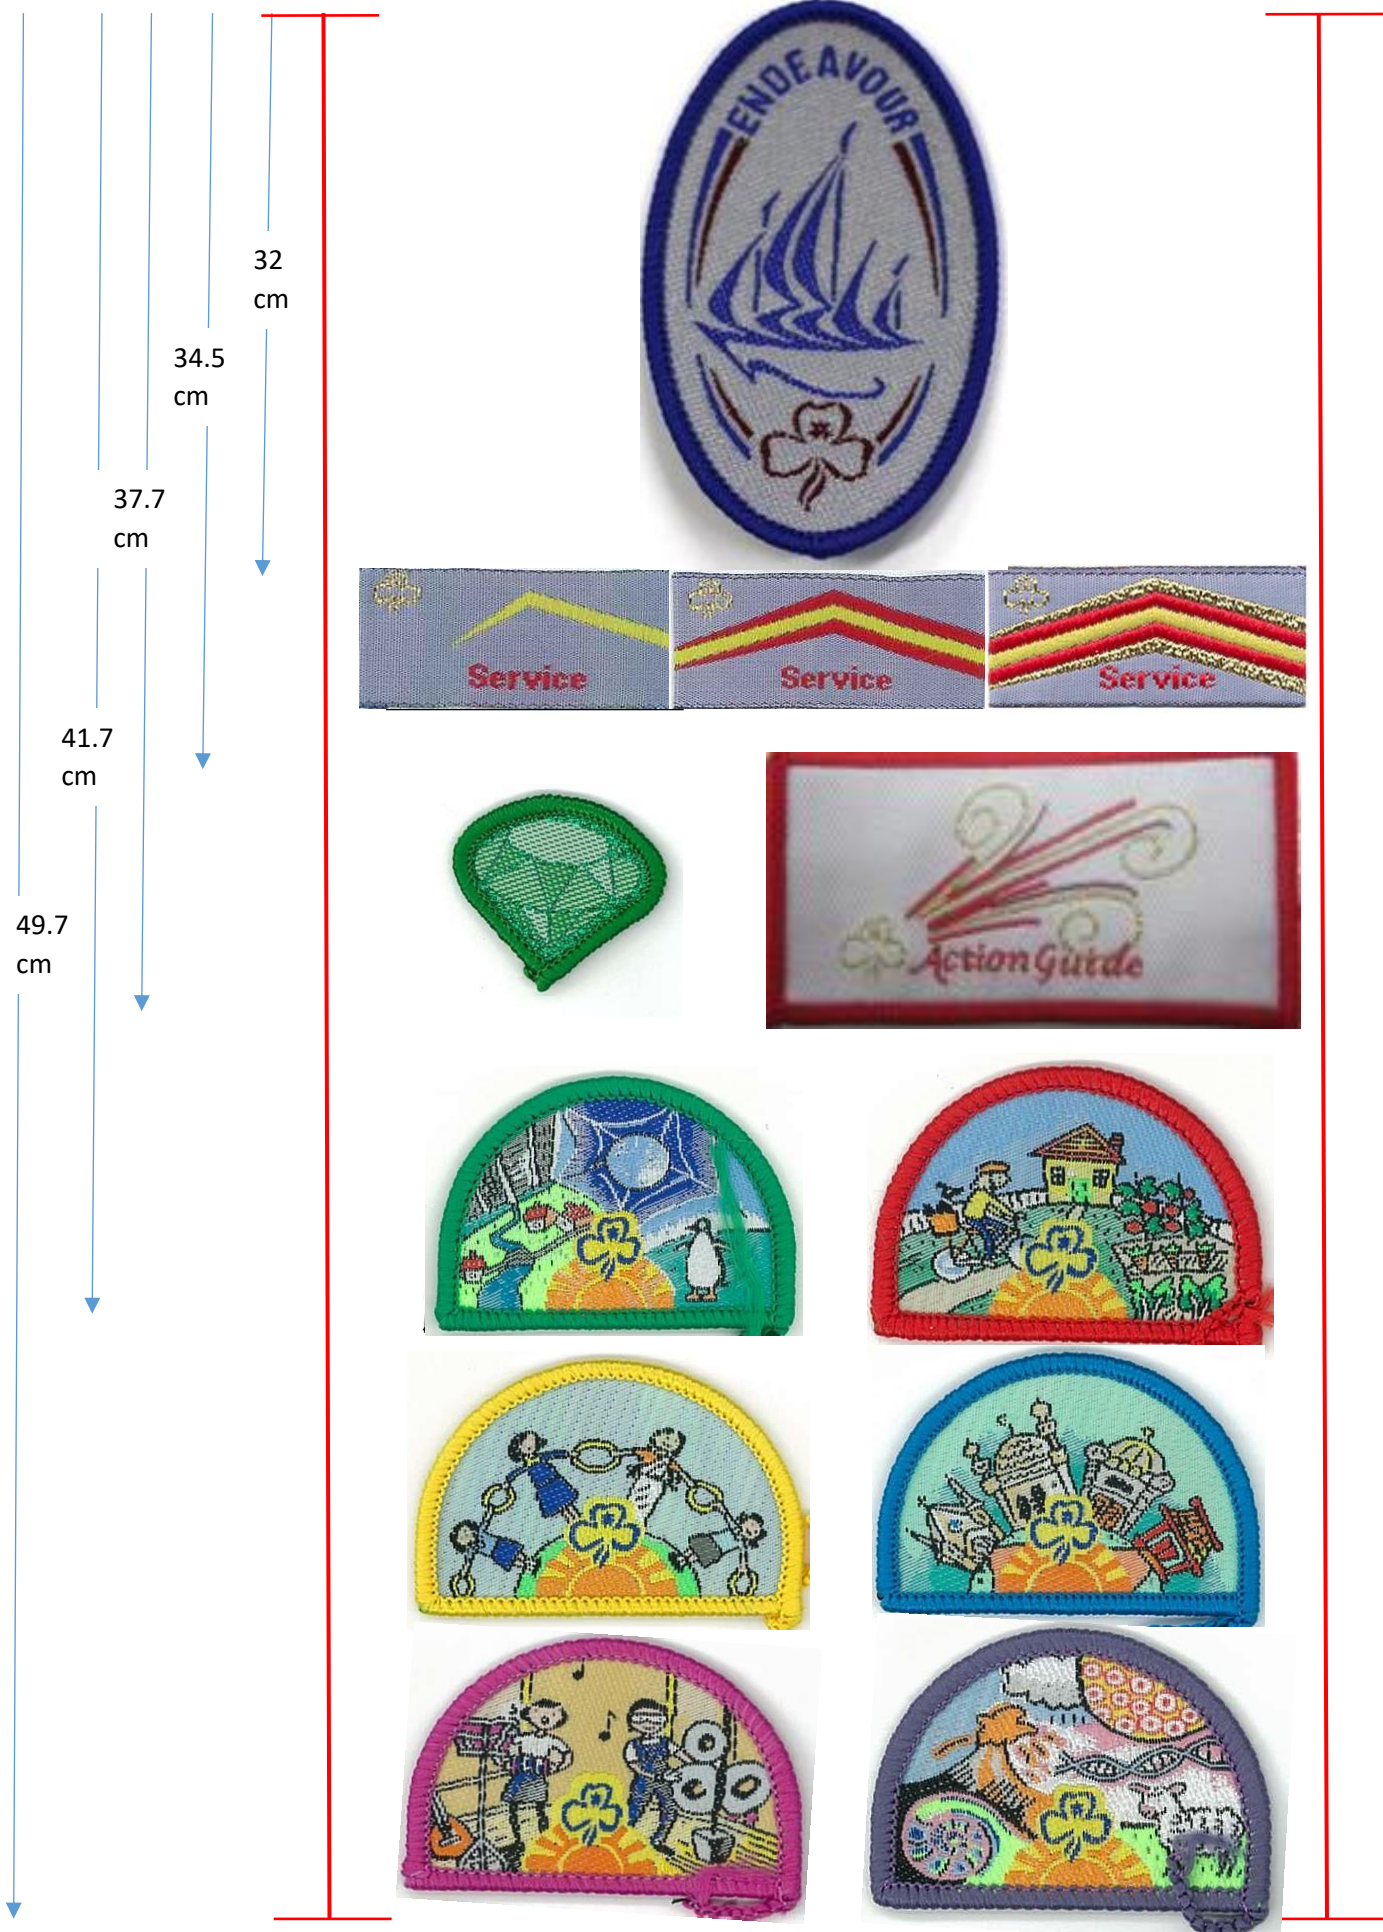 ENDEAVOUR
32
cm
34.5
cm
37.7
cm
41.7
cm
49.7
cm
Service
Service
Service
Action Guide